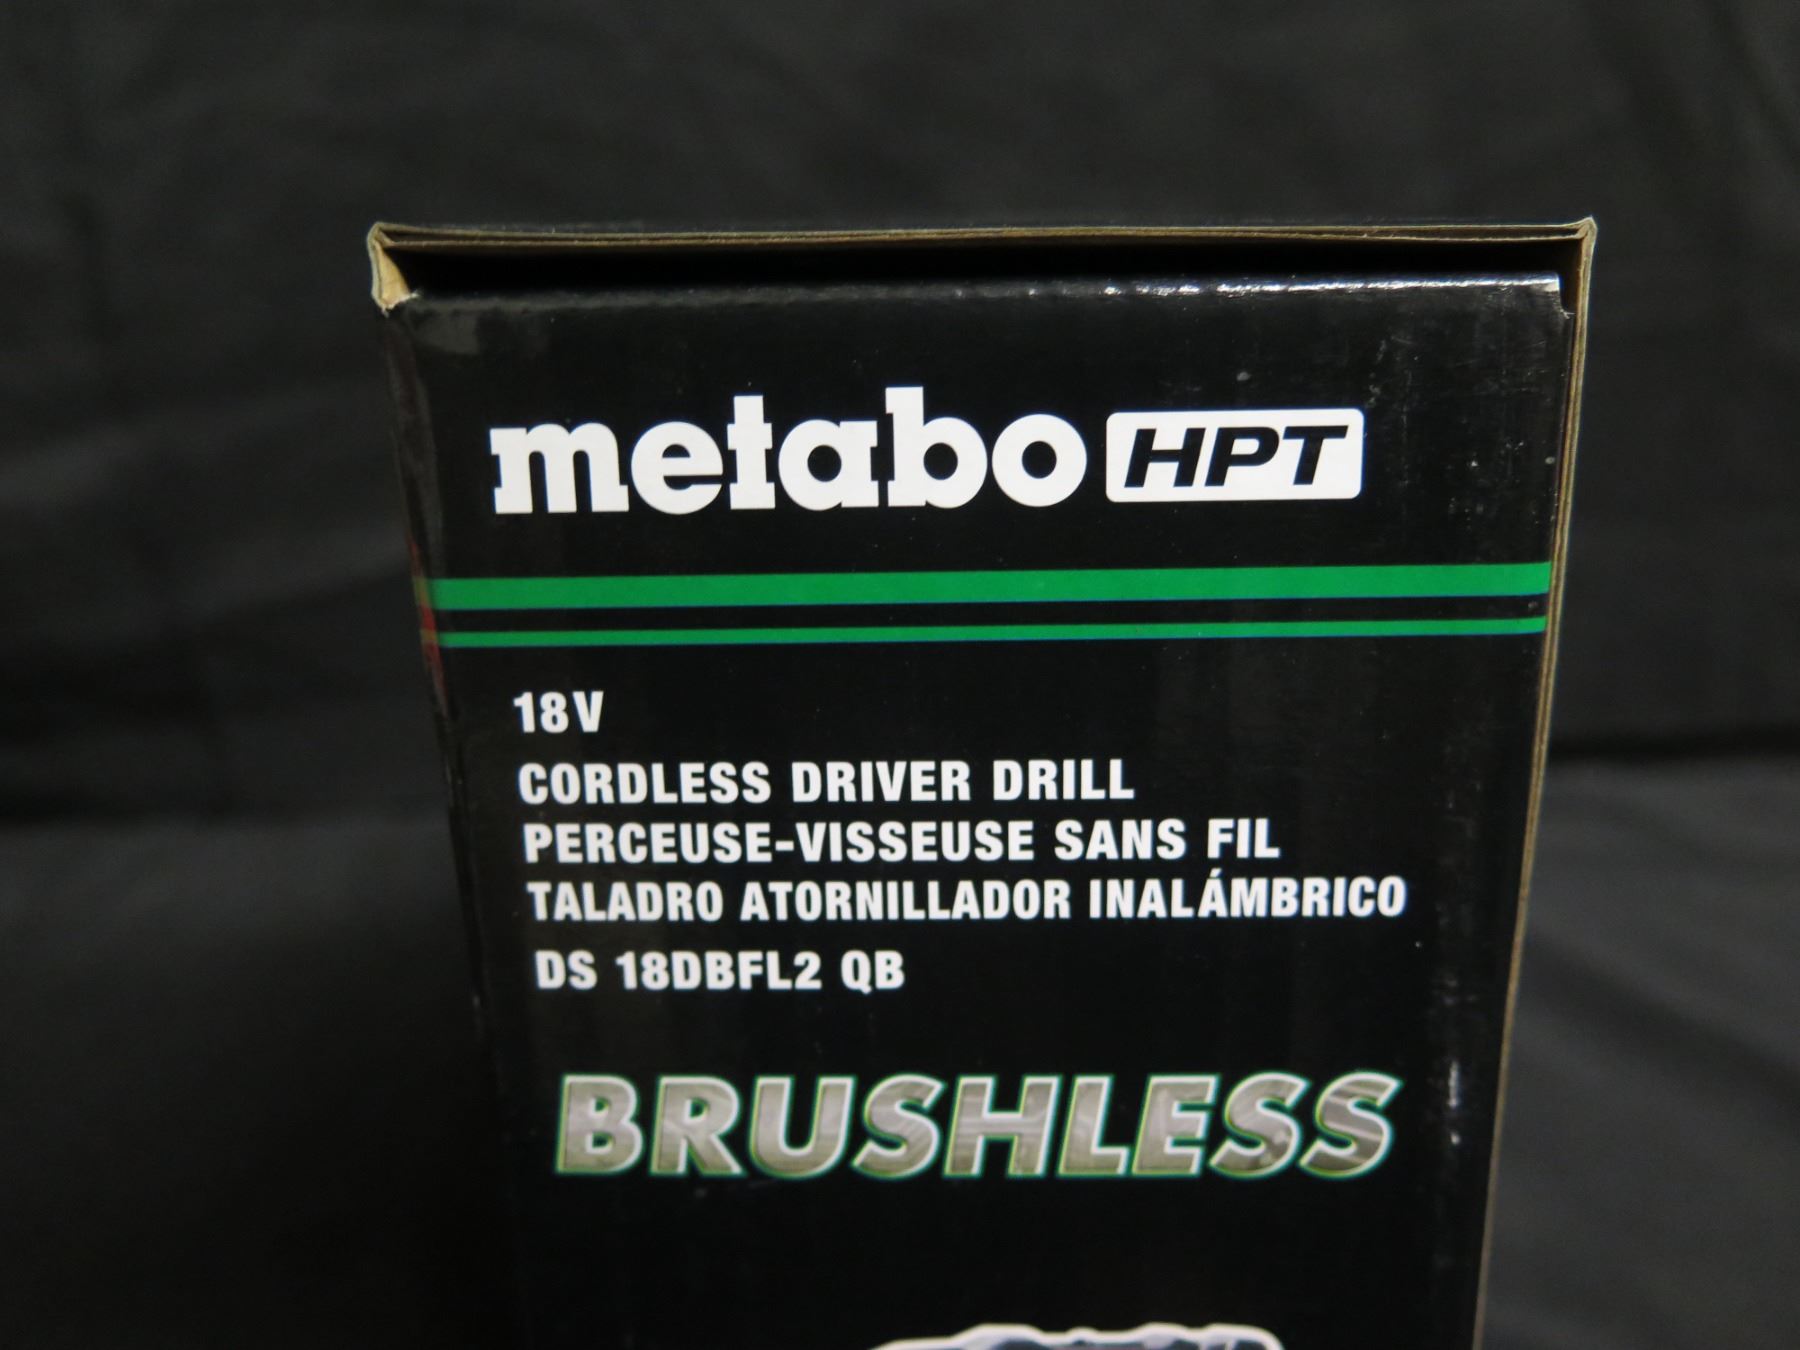 metabo HPT
18V
CORDLESS DRIVER DRILL
PERCEUSE-VISSEUSE SANS FIL
TALADRO ATORNILLADOR INALÁMBRICO
DS 18DBFL2 QB
BRUSHLESS